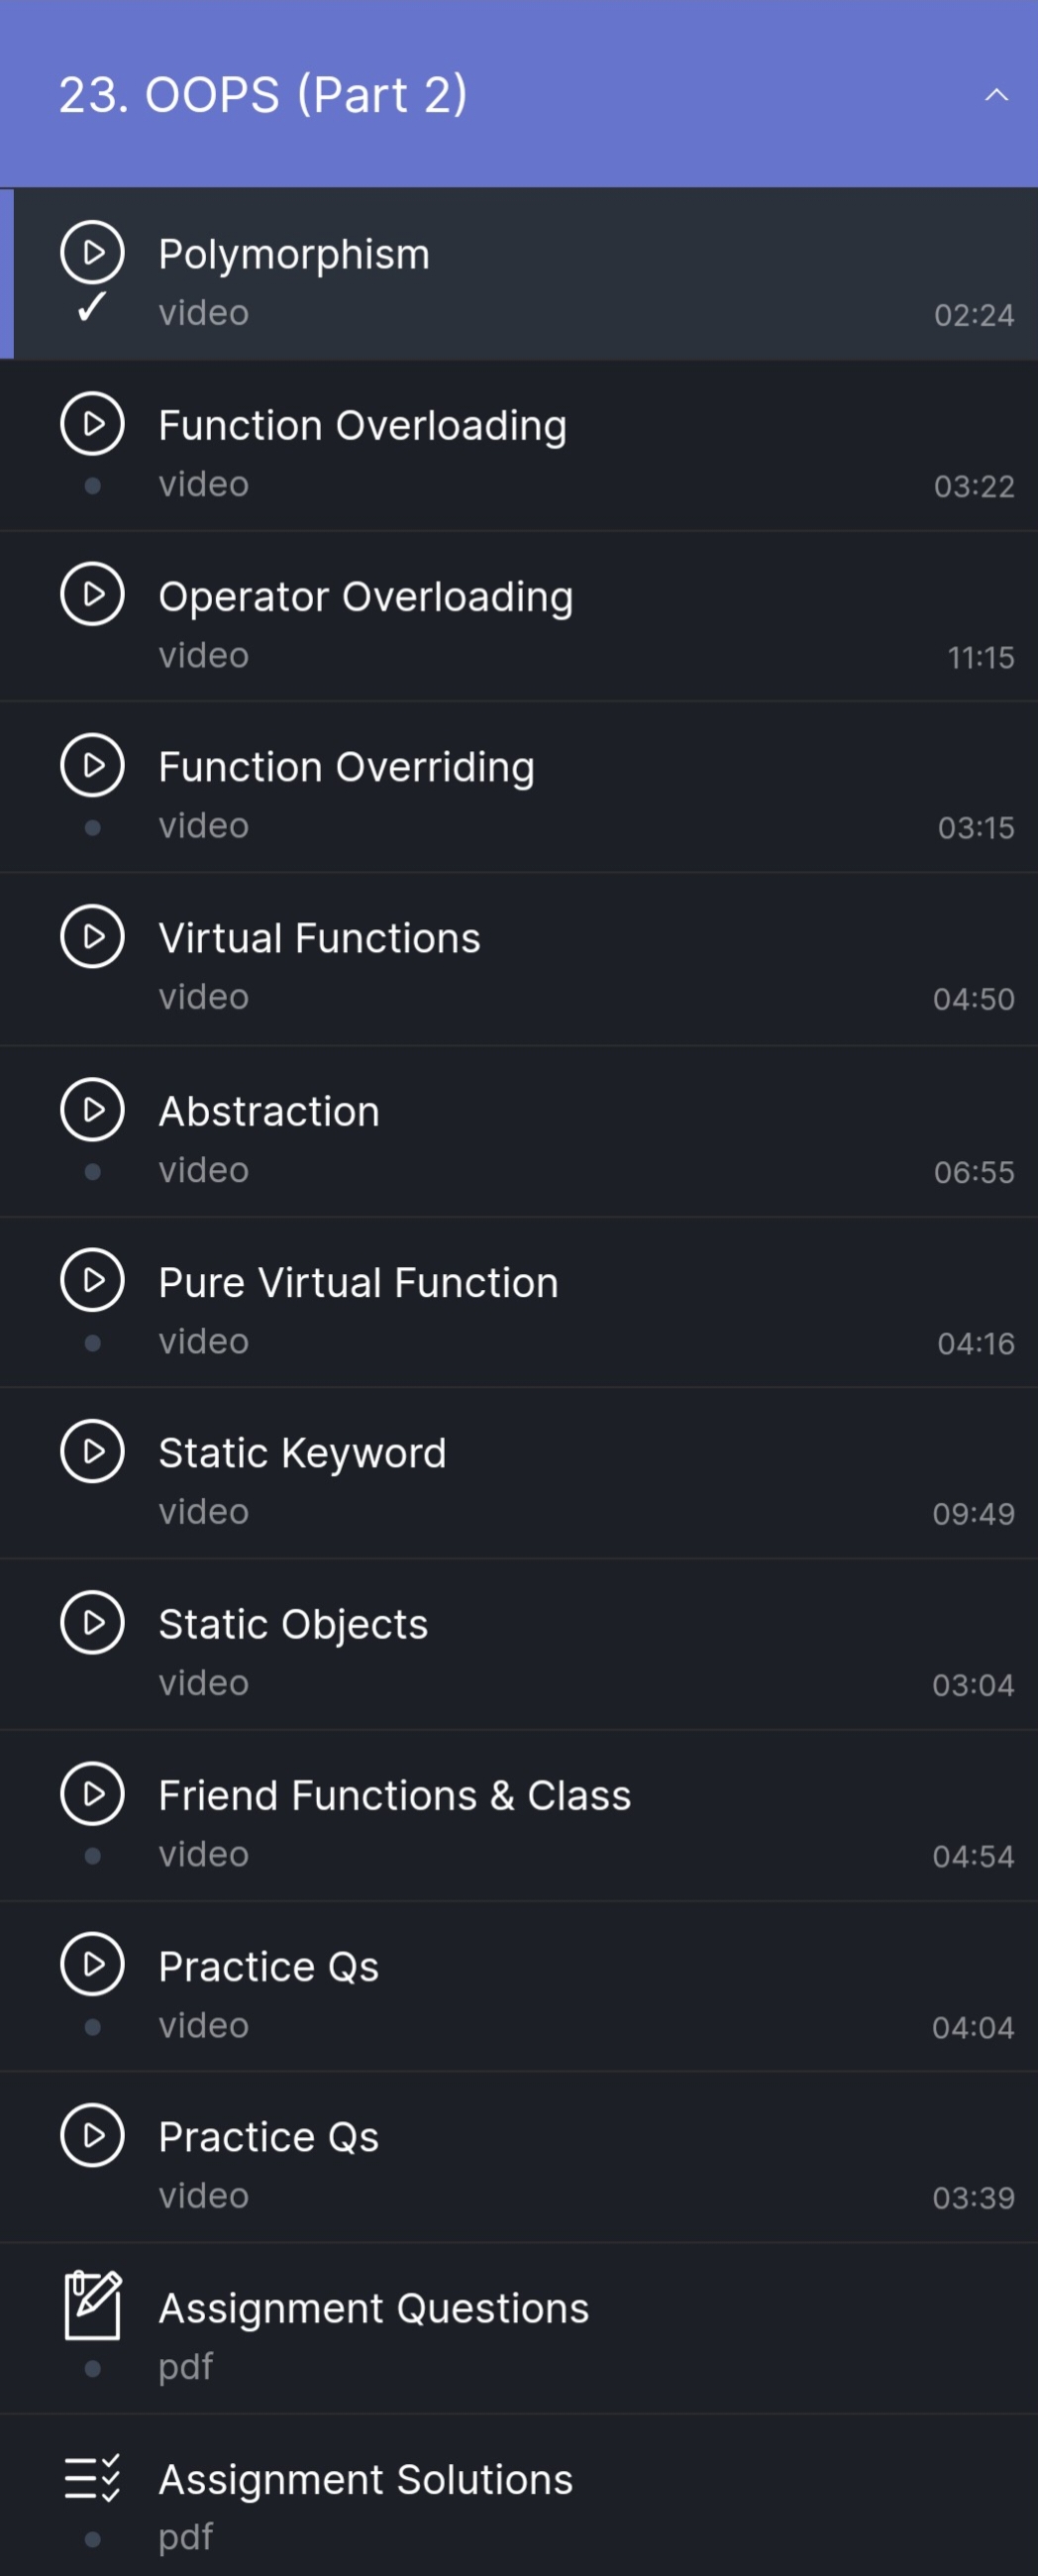 23. OOPS (Part 2)
Polymorphism
video 02:24
Function Overloading
video 03:22
Operator Overloading
video 11:15
Function Overriding
video 03:15
Virtual Functions
video 04:50
Abstraction
video 06:55
Pure Virtual Function
video 04:16
Static Keyword
video 09:49
Static Objects
video 03:04
Friend Functions & Class
video 04:54
Practice Qs
video 04:04
Practice Qs
video 03:39
Assignment Questions
pdf
Assignment Solutions
pdf